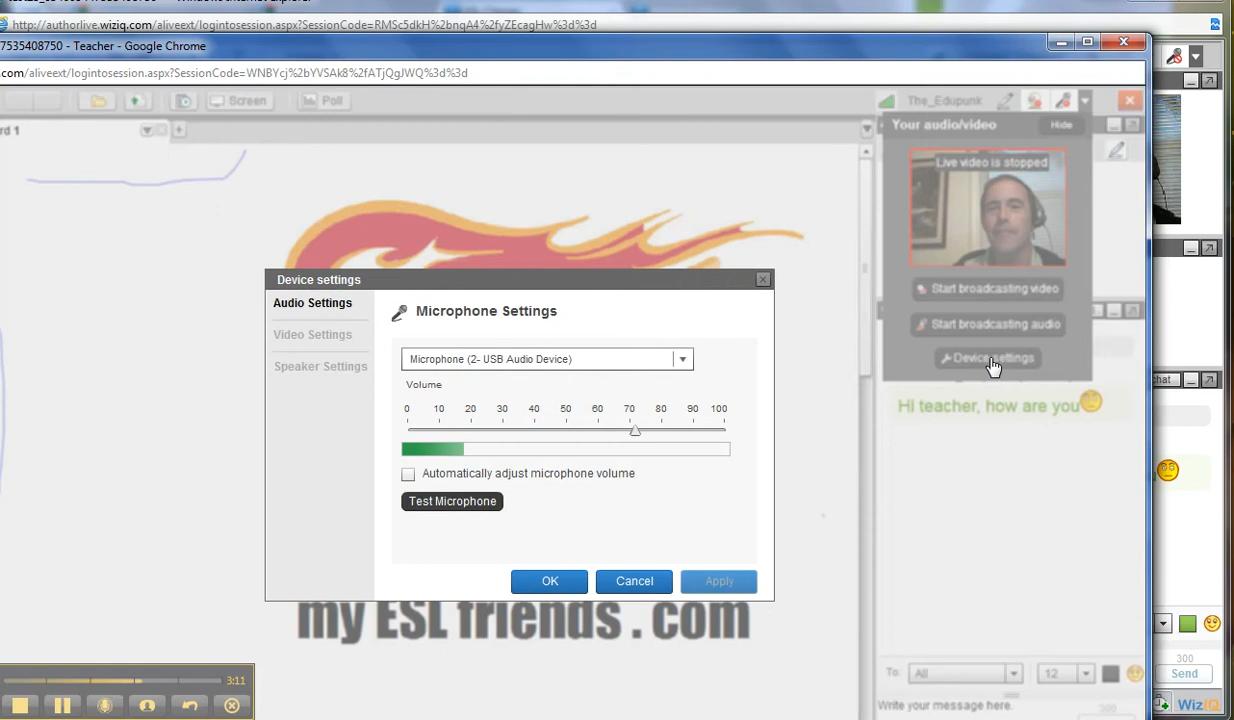 http://authorlive.wiziq.com/aliveext/logintosession.aspx?SessionCode=RMSc5dkH%2bnqA4%2fyZEcagHw%3d%3d
7535408750 - Teacher - Google Chrome
com/aliveext/logintosession.aspx?SessionCode=WNBYcj%2bYVSAk8%2fATjQgJWQ%3d%3d
Screen
Poll
The_Edupunk
rd 1
Your audio/video
Hide
Live video is stopped
Start broadcasting video
Start broadcasting audio
Device settings
chat
HI teacher, how are you
Device settings
Audio Settings
Video Settings
Speaker Settings
Microphone Settings
Microphone (2- USB Audio Device)
Volume
0 10 20 30 40 50 60 70 80 90 100
Automatically adjust microphone volume
Test Microphone
OK
Cancel
Apply
my ESL friends . com
To:
All
12
300
Send
Write your message here.
300
3:11
WizIQ